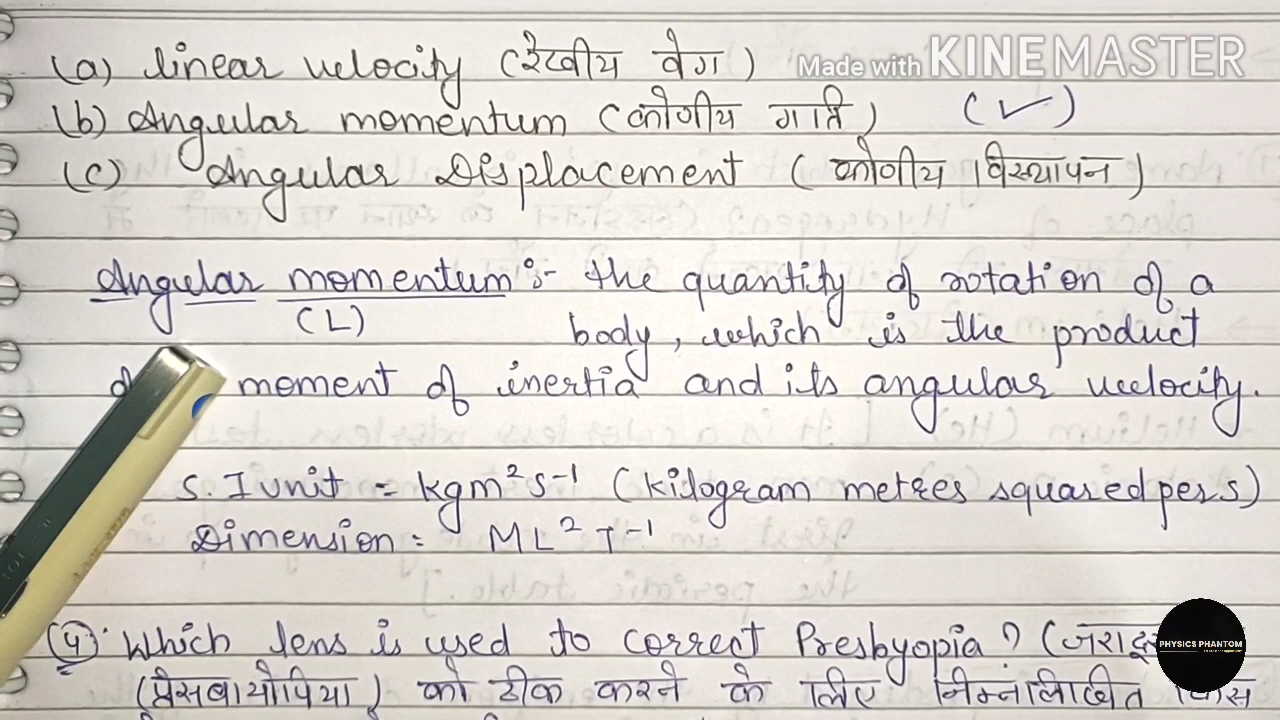 (a) linear velocity (रेखीय वेग)
Made with KINEMASTER
(b) Angular momentum (कोणीय गति) (✓)
(c) Angular Displacement (कोणीय विस्थापन)
Angular momentum :- the quantity of rotation of a
(L) body, which is the product
moment of inertia and its angular velocity.
S.I unit = kgm²s⁻¹ (kilogram metres squared per s)
Dimension = ML²T⁻¹
(4) Which lens is used to correct Presbyopia? (
PHYSICS PHANTOM
(प्रेसबायोपिया) को ठीक करने के लिए निम्नलिखित